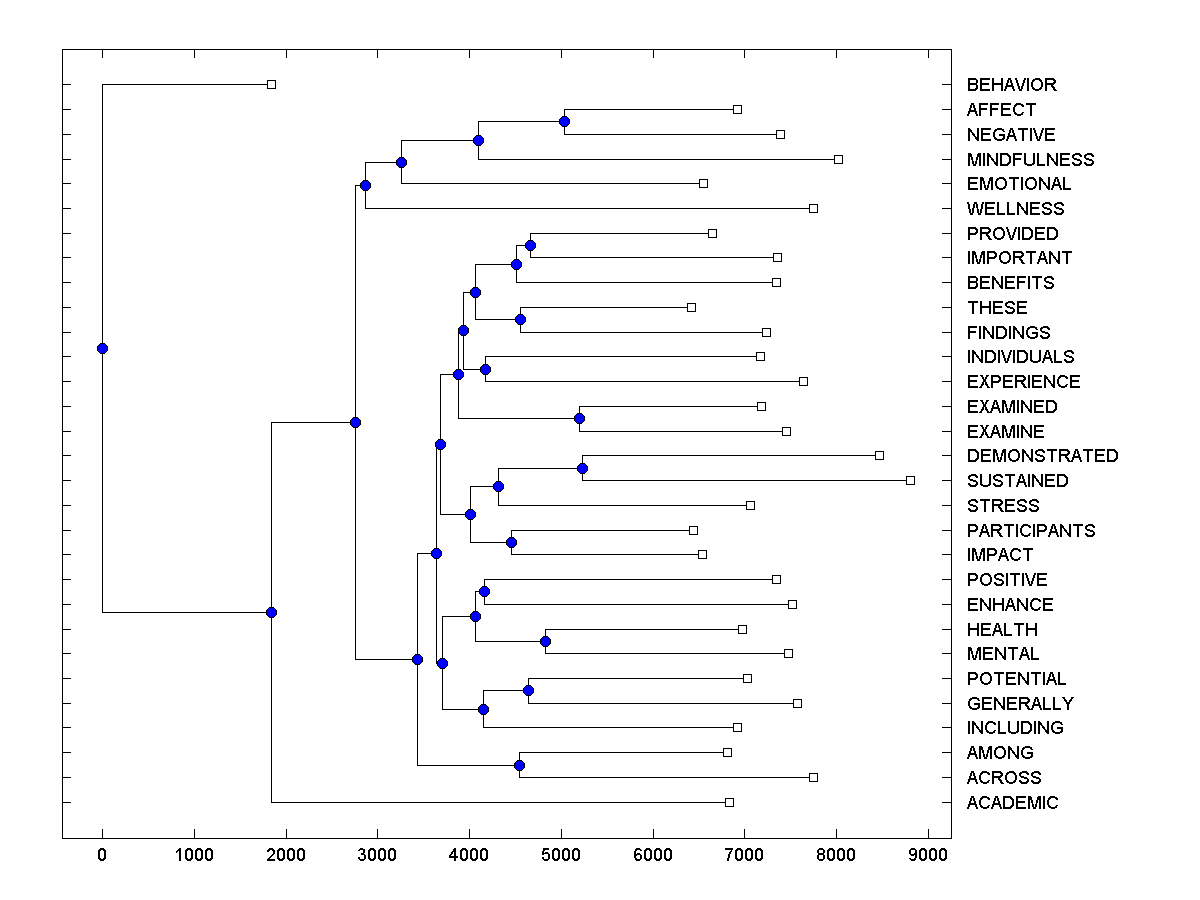 BEHAVIOR
AFFECT
NEGATIVE
MINDFULNESS
EMOTIONAL
WELLNESS
PROVIDED
IMPORTANT
BENEFITS
THESE
FINDINGS
INDIVIDUALS
EXPERIENCE
EXAMINED
EXAMINE
DEMONSTRATED
SUSTAINED
STRESS
PARTICIPANTS
IMPACT
POSITIVE
ENHANCE
HEALTH
MENTAL
POTENTIAL
GENERALLY
INCLUDING
AMONG
ACROSS
ACADEMIC
0 1000 2000 3000 4000 5000 6000 7000 8000 9000